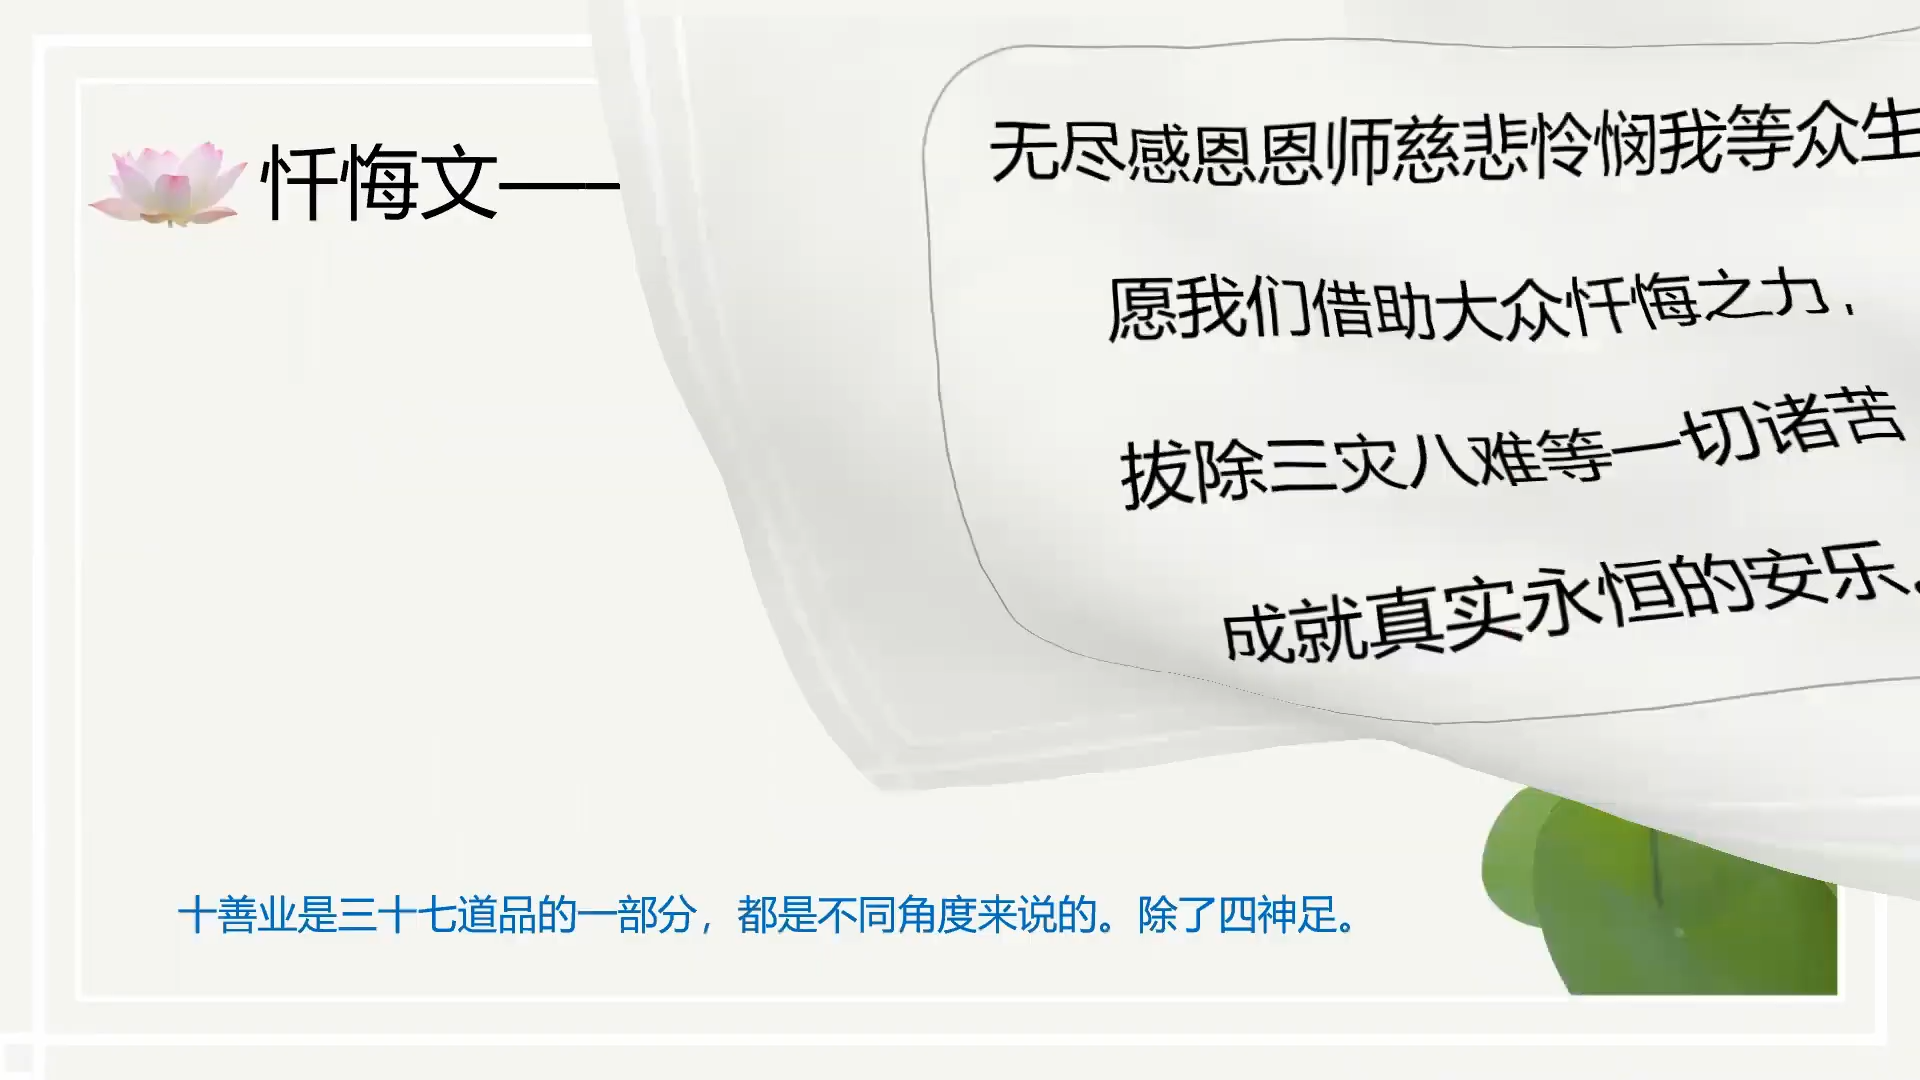 忏悔文——
无尽感恩恩师慈悲怜悯我等众生
愿我们借助大众忏悔之力，
拔除三灾八难等一切诸苦
成就真实永恒的安乐。
十善业是三十七道品的一部分，都是不同角度来说的。除了四神足。